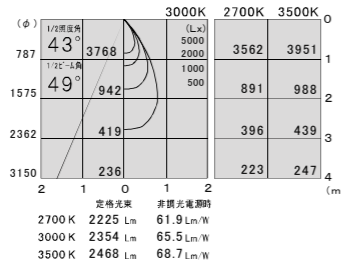 (φ) 3000K 2700K 3500K 0
1/2照度角 (Lx)
43° 5000
3768 2000 3562 3951
787 1
1/2ビーム角 1000
49° 500
942 891 988
1575 2
419 396 439
2362 3
236 223 247
3150 4
2 1 0 1 2 (m
定格光束 非調光電源時
2700K 2225 Lm 61.9 Lm/W
3000K 2354 Lm 65.5 Lm/W
3500K 2468 Lm 68.7 Lm/W